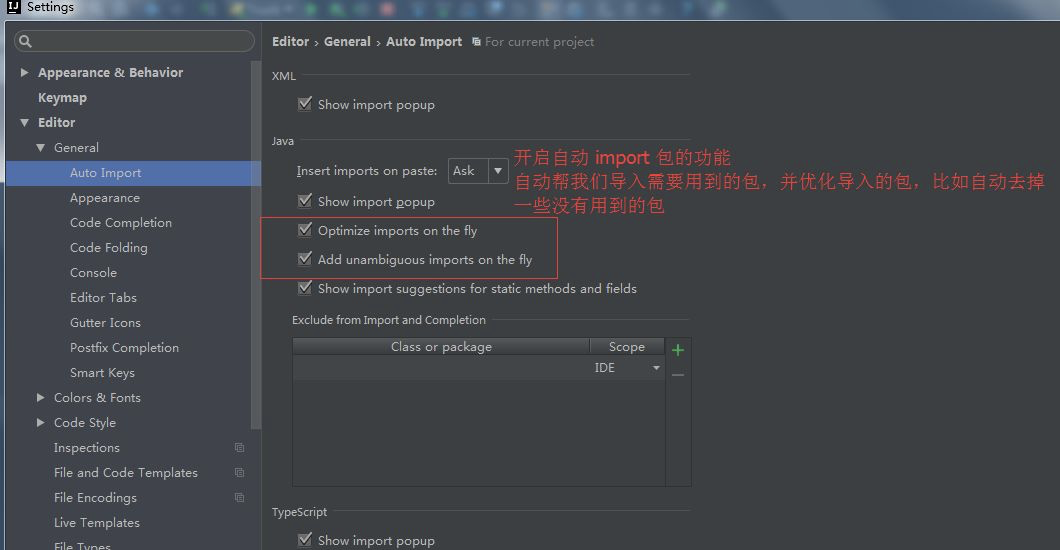 IJ Settings
Editor › General › Auto Import For current project
Appearance & Behavior
Keymap
Editor
General
Auto Import
Appearance
Code Completion
Code Folding
Console
Editor Tabs
Gutter Icons
Postfix Completion
Smart Keys
Colors & Fonts
Code Style
Inspections
File and Code Templates
File Encodings
Live Templates
File Types
XML
Show import popup
Java
Insert imports on paste: Ask
开启自动 import 包的功能
自动帮我们导入需要用到的包，并优化导入的包，比如自动去掉
一些没有用到的包
Show import popup
Optimize imports on the fly
Add unambiguous imports on the fly
Show import suggestions for static methods and fields
Exclude from Import and Completion
Class or package Scope
IDE
TypeScript
Show import popup